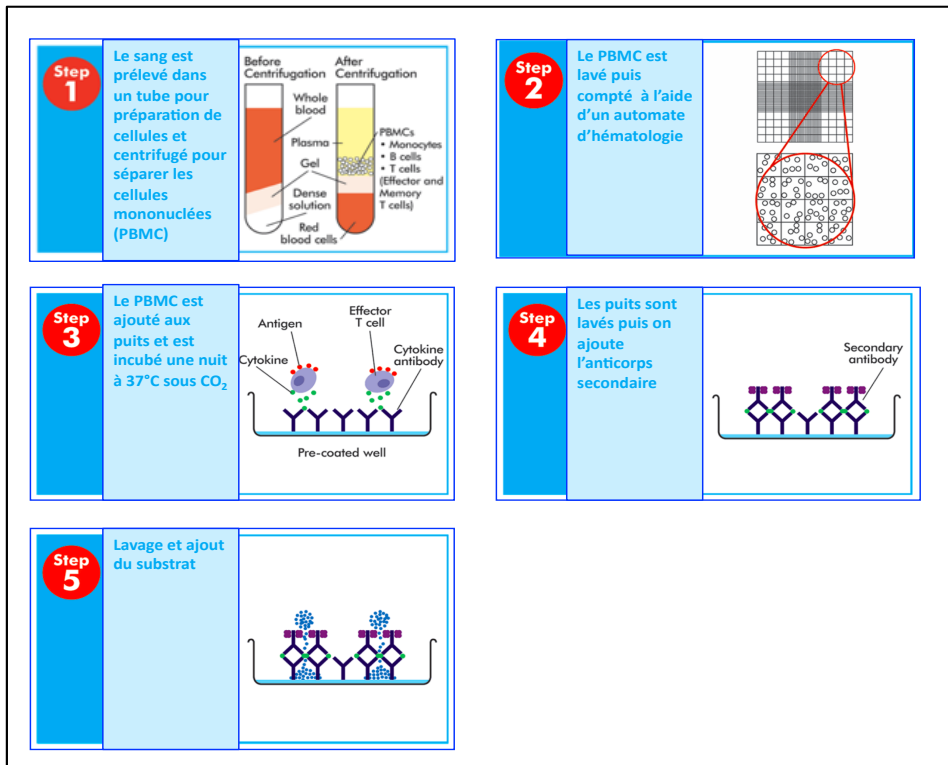 Step
1
Le sang est
prélevé dans
un tube pour
préparation de
cellules et
centrifugé pour
séparer les
cellules
mononuclées
(PBMC)
Before
Centrifugation
After
Centrifugation
Whole
blood
Plasma
Gel
Dense
solution
Red
blood cells
PBMCs
• Monocytes
• B cells
• T cells
(Effector and
Memory
T cells)
Step
2
Le PBMC est
lavé puis
compté à l’aide
d’un automate
d’hématologie
Step
3
Le PBMC est
ajouté aux
puits et est
incubé une nuit
à 37°C sous CO₂
Antigen
Effector
T cell
Cytokine
Cytokine
antibody
Pre-coated well
Step
4
Les puits sont
lavés puis on
ajoute
l’anticorps
secondaire
Secondary
antibody
Step
5
Lavage et ajout
du substrat